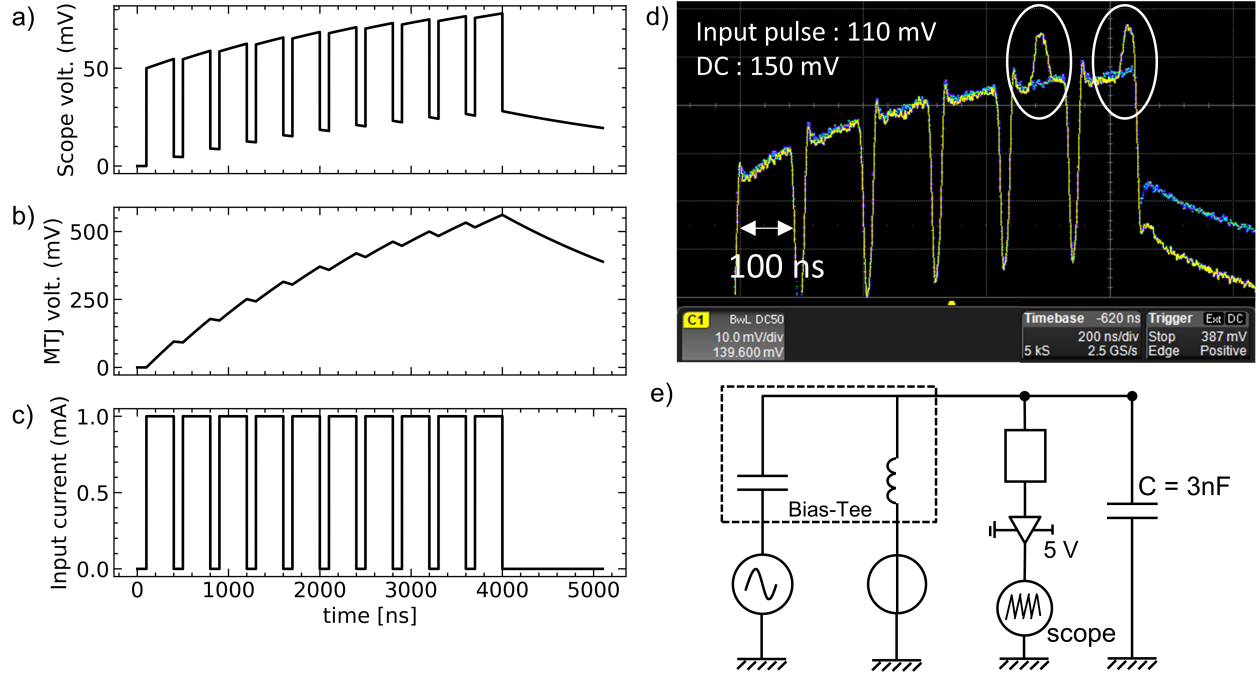 a)
Scope volt. (mV)
50
0
b)
MTJ volt. (mV)
500
250
0
c)
Input current (mA)
1.0
0.5
0.0
0
1000
2000
3000
4000
5000
time [ns]
d)
Input pulse : 110 mV
DC : 150 mV
100 ns
C1
BwL DC50
10.0 mV/div
139.600 mV
Timebase -620 ns
200 ns/div
5 kS 2.5 GS/s
Trigger Ext DC
Stop 387 mV
Edge Positive
e)
Bias-Tee
C = 3nF
5 V
scope